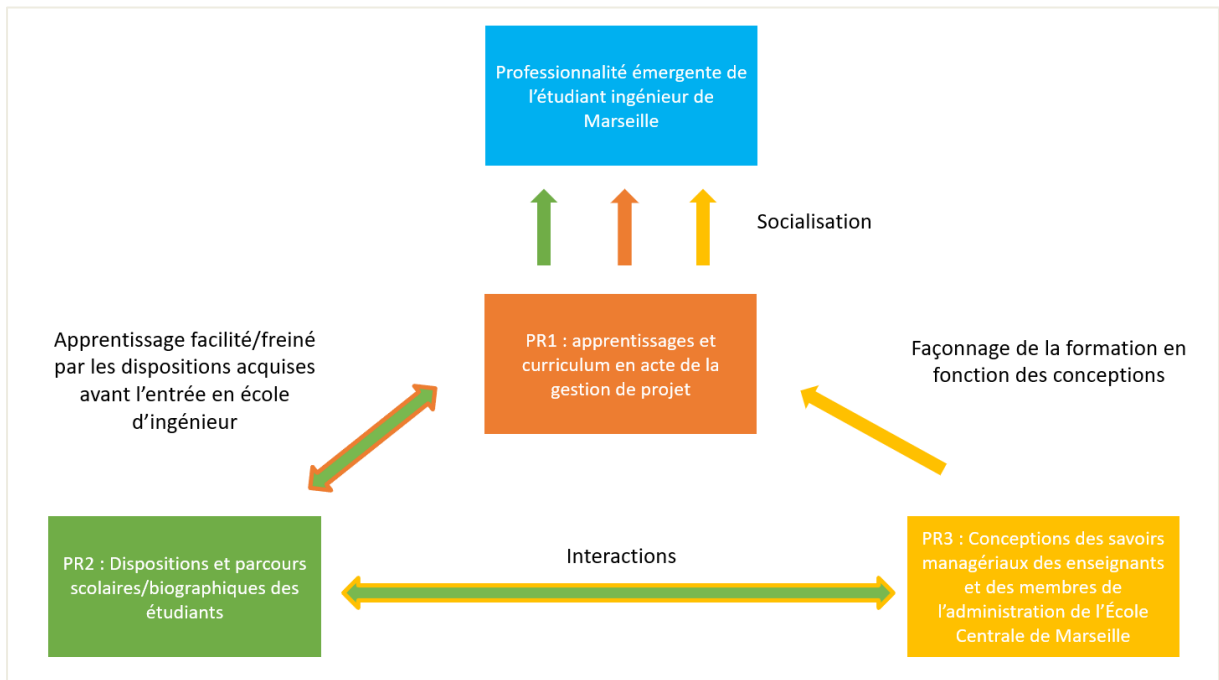 Professionnalité émergente de
l’étudiant ingénieur de
Marseille
Socialisation
PR1 : apprentissages et
curriculum en acte de la
gestion de projet
Apprentissage facilité/freiné
par les dispositions acquises
avant l’entrée en école
d’ingénieur
Façonnage de la formation en
fonction des conceptions
PR2 : Dispositions et parcours
scolaires/biographiques des
étudiants
Interactions
PR3 : Conceptions des savoirs
managériaux des enseignants
et des membres de
l’administration de l’École
Centrale de Marseille